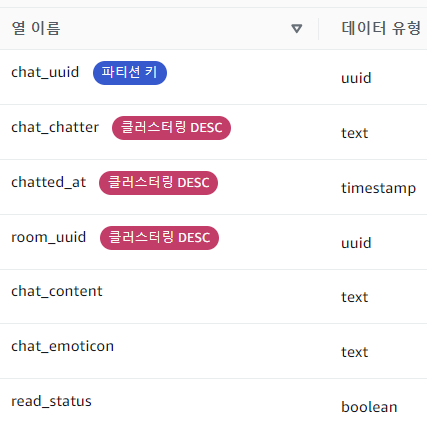 열 이름 데이터 유형
chat_uuid 파티션 키 uuid
chat_chatter 클러스터링 DESC text
chatted_at 클러스터링 DESC timestamp
room_uuid 클러스터링 DESC uuid
chat_content text
chat_emoticon text
read_status boolean